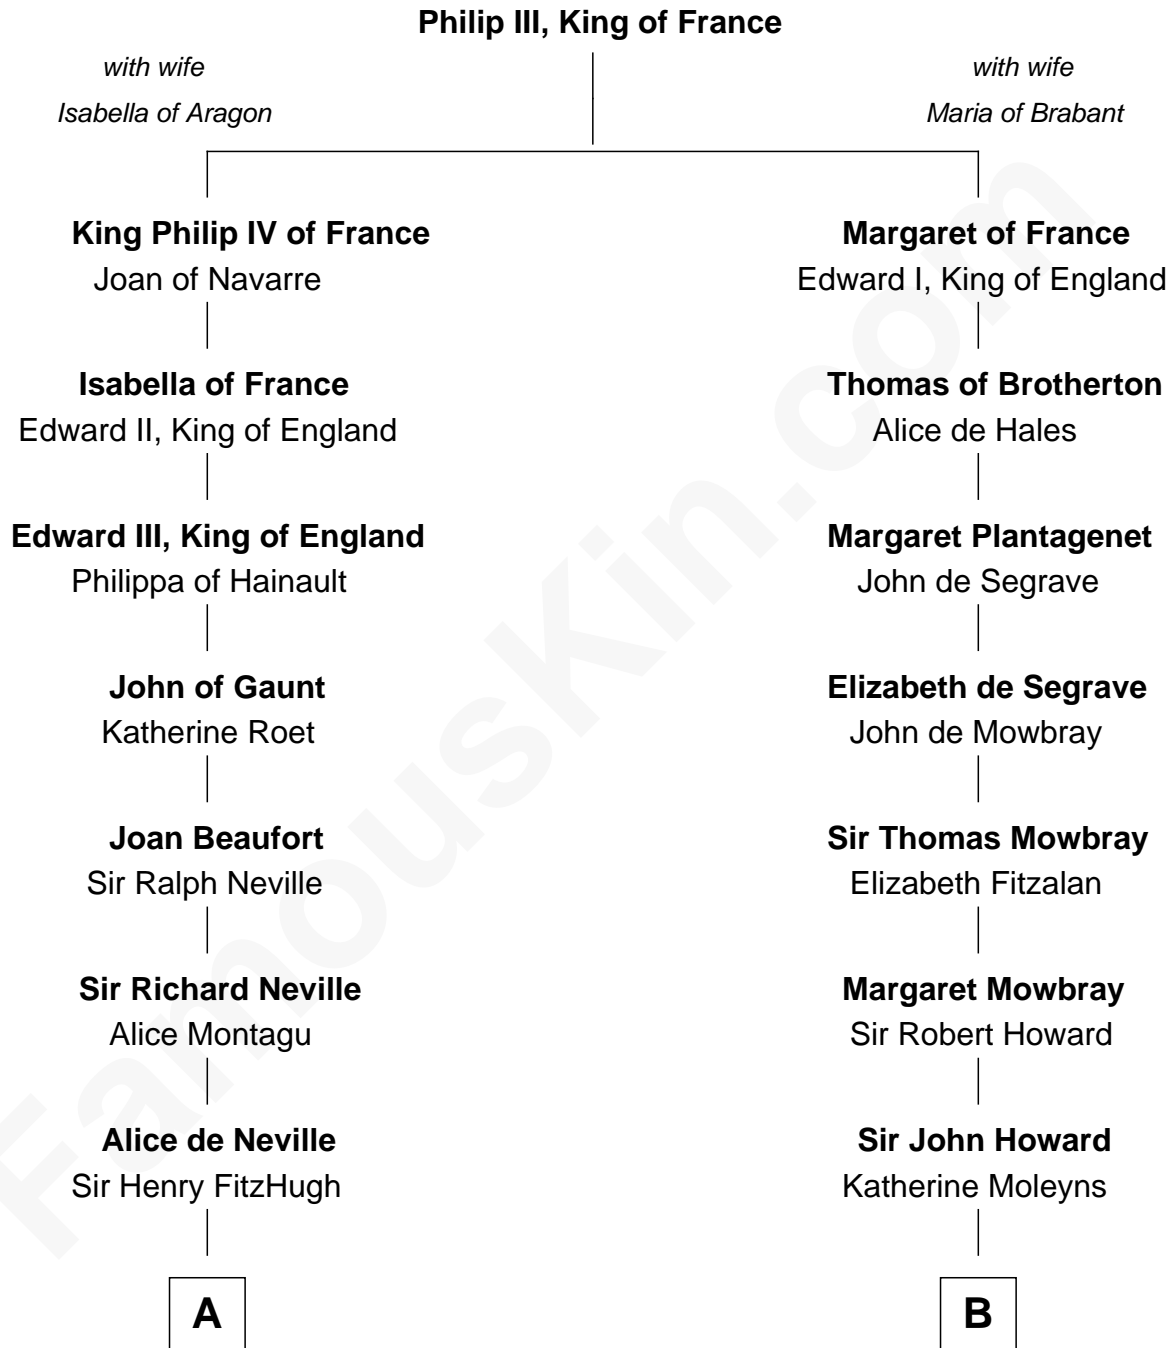 Philip III, King of France
with wife
Isabella of Aragon
with wife
Maria of Brabant
King Philip IV of France
Joan of Navarre
Margaret of France
Edward I, King of England
Isabella of France
Edward II, King of England
Thomas of Brotherton
Alice de Hales
Edward III, King of England
Philippa of Hainault
Margaret Plantagenet
John de Segrave
John of Gaunt
Katherine Roet
Elizabeth de Segrave
John de Mowbray
Joan Beaufort
Sir Ralph Neville
Sir Thomas Mowbray
Elizabeth Fitzalan
Sir Richard Neville
Alice Montagu
Margaret Mowbray
Sir Robert Howard
Alice de Neville
Sir Henry FitzHugh
Sir John Howard
Katherine Moleyns
A
B
FamousKin.com